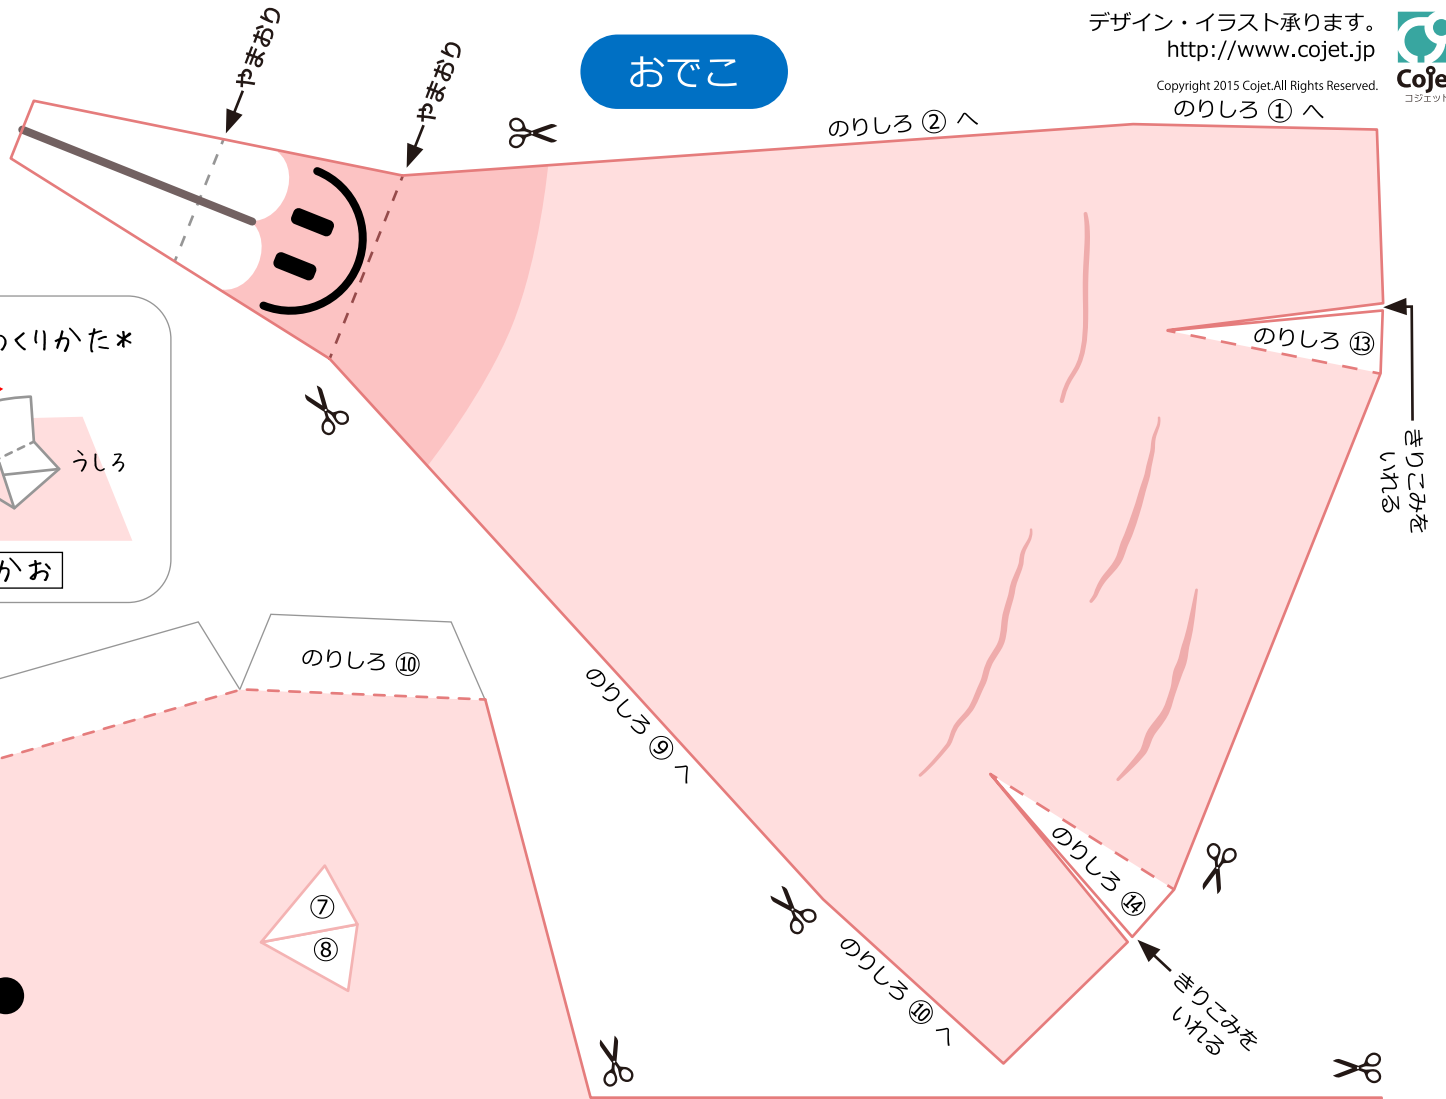 デザイン・イラスト承ります。
http://www.cojet.jp
Copyright 2015 Cojet.All Rights Reserved.
コジェット
おでこ
やまおり
やまおり
のりしろ ② へ
のりしろ ① へ
のりしろ ⑬
きりこみを
いれる
くりかた*
うしろ
かお
のりしろ ⑩
のりしろ ⑨ へ
のりしろ ⑭
のりしろ ⑩ へ
きりこみを
いれる
⑦
⑧